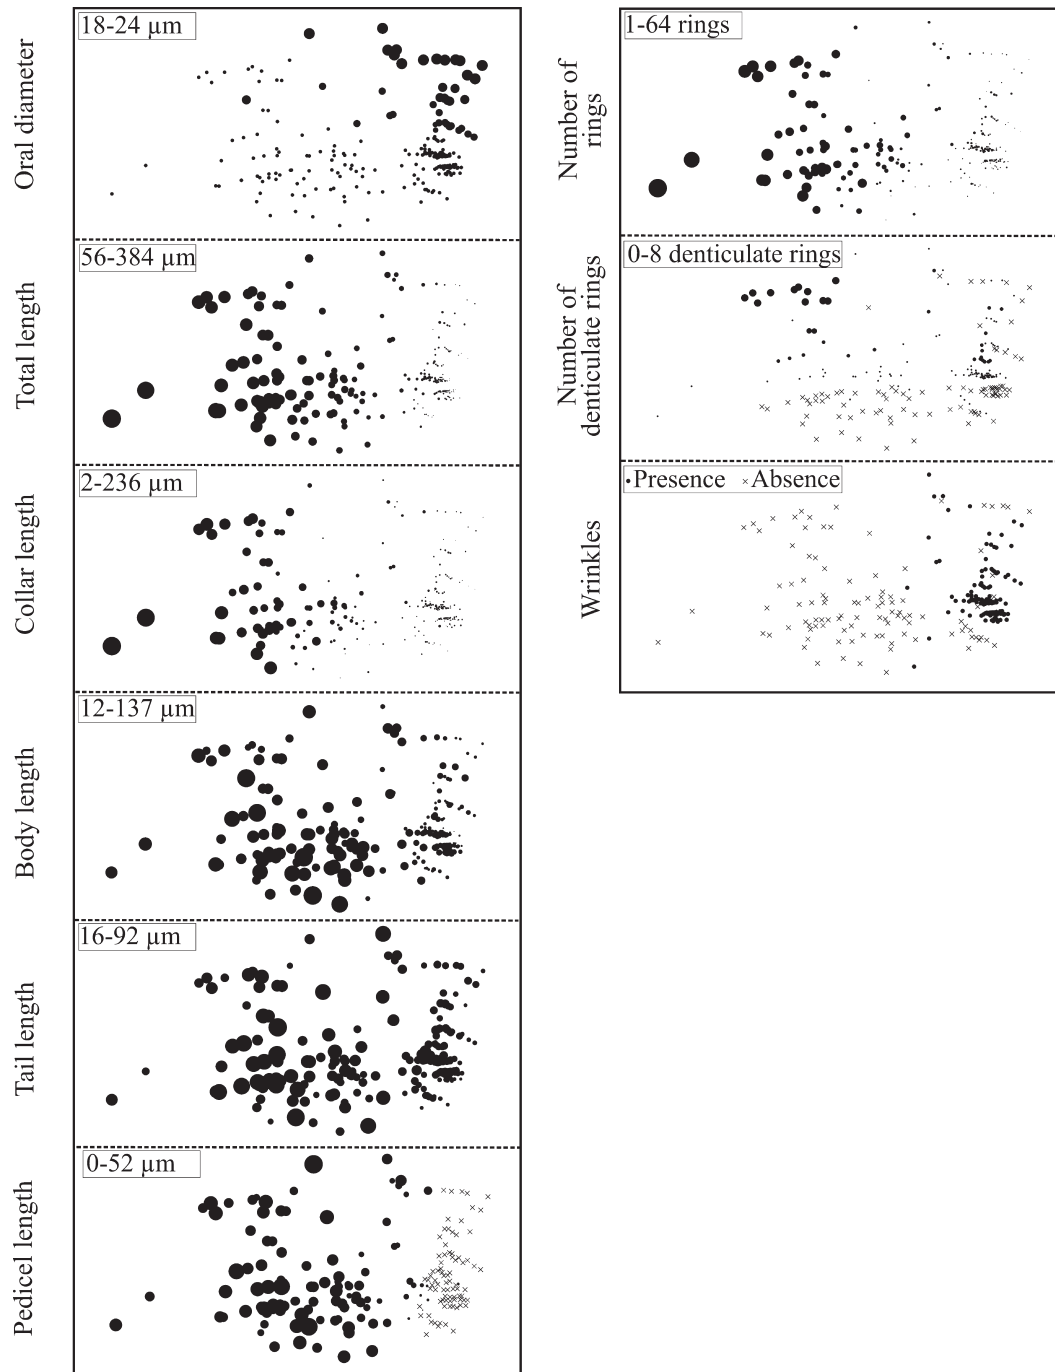 Oral diameter
18-24 µm
Total length
56-384 µm
Collar length
2-236 µm
Body length
12-137 µm
Tail length
16-92 µm
Pedicel length
0-52 µm
Number of
rings
1-64 rings
Number of
denticulate rings
0-8 denticulate rings
Wrinkles
•Presence ×Absence